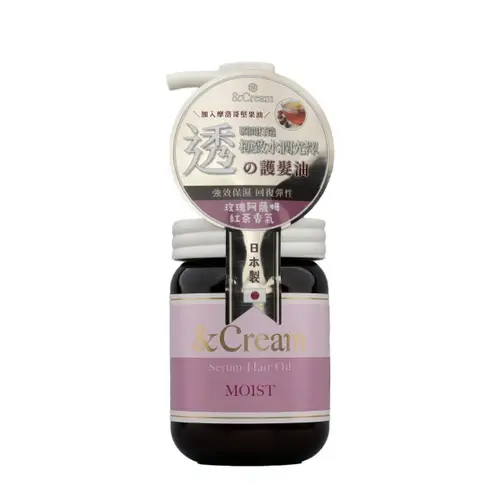 &Cream
加入摩洛哥堅果油
透
極致水潤光澤
の護髮油
強效保濕 回復彈性
玫瑰阿薩姆
紅茶香氣
日本製
&Cream
Serum Hair Oil
MOIST